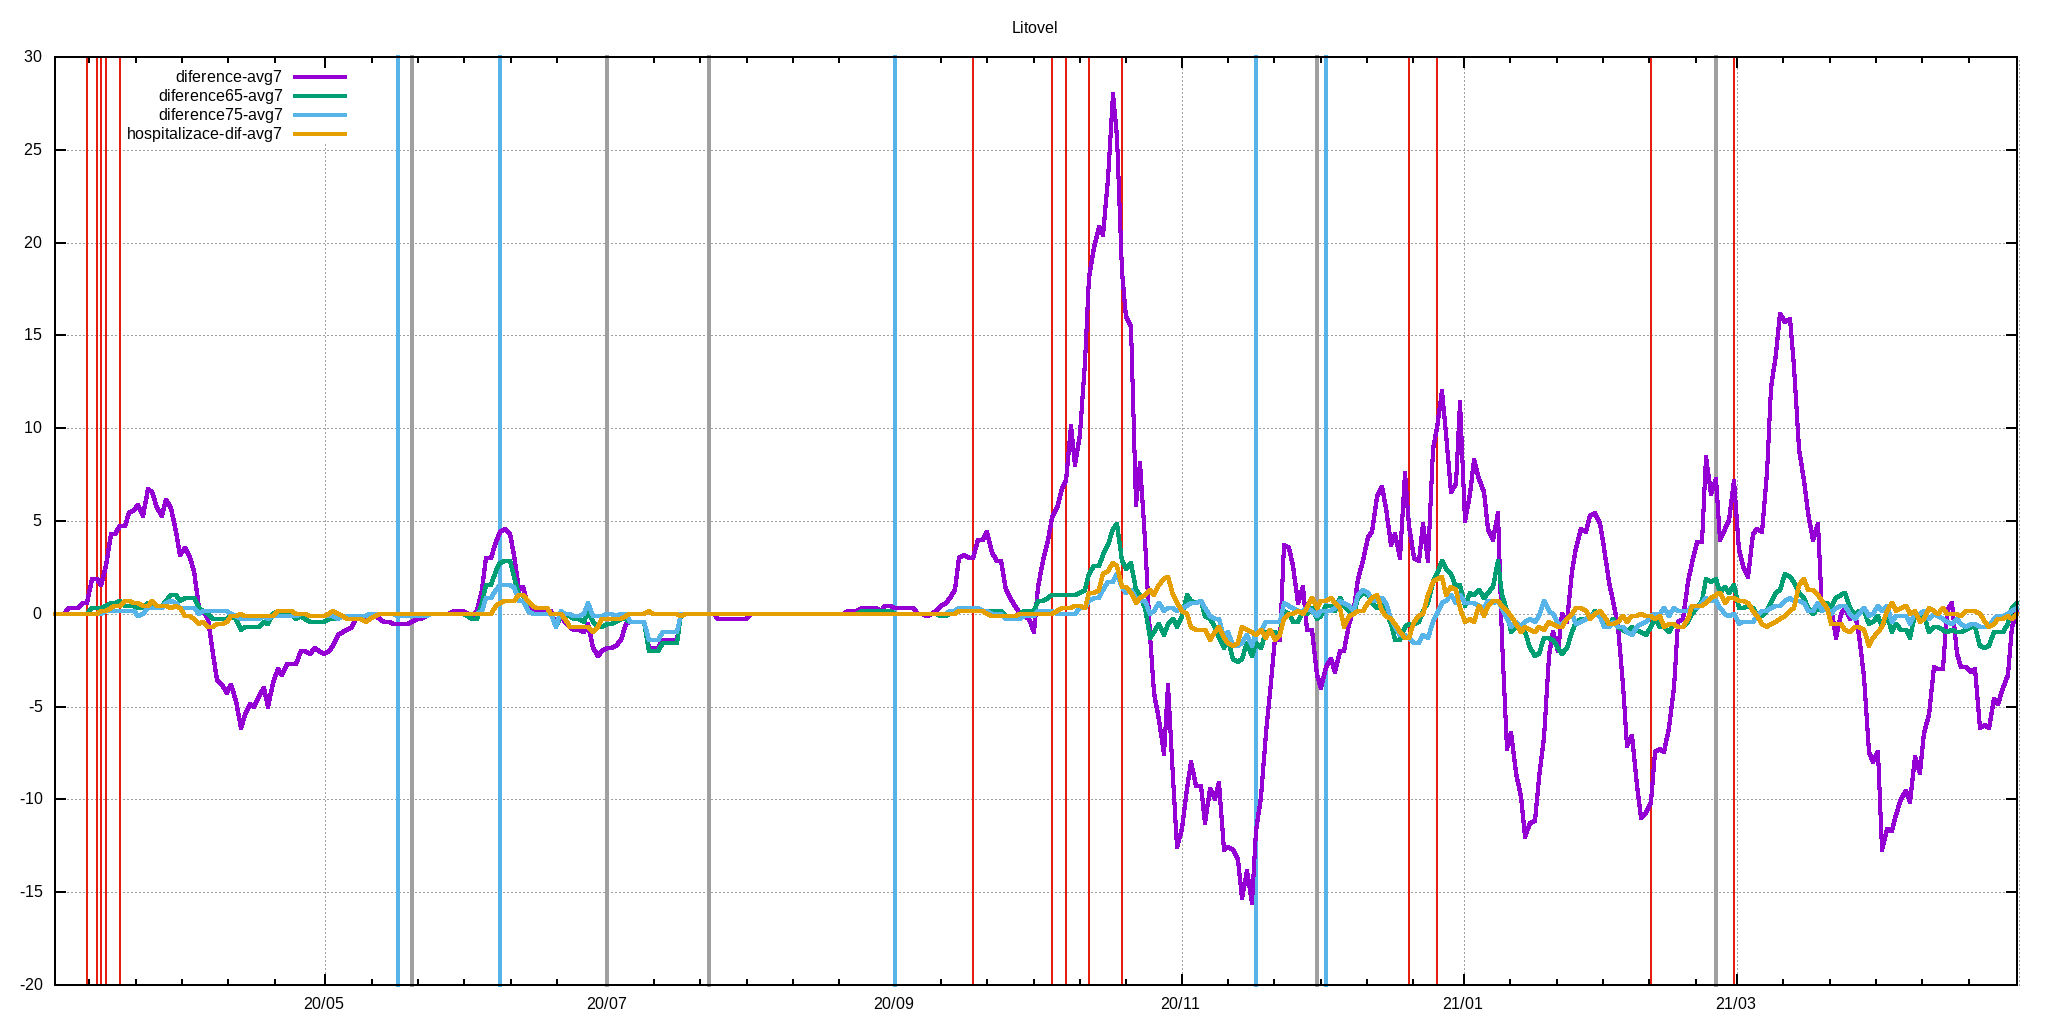 Litovel
30
diference-avg7
diference65-avg7
diference75-avg7
hospitalizace-dif-avg7
25
20
15
10
5
0
-5
-10
-15
-20
20/05 20/07 20/09 20/11 21/01 21/03